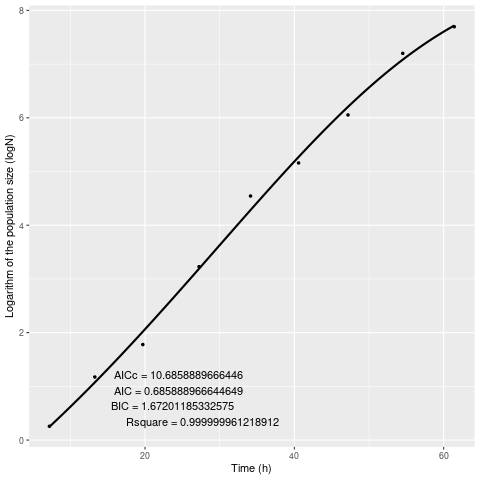 8
6
4
2
0
Logarithm of the population size (logN)
AICc = 10.6858889666446
AIC = 0.685888966644649
BIC = 1.67201185332575
Rsquare = 0.999999961218912
20 40 60
Time (h)